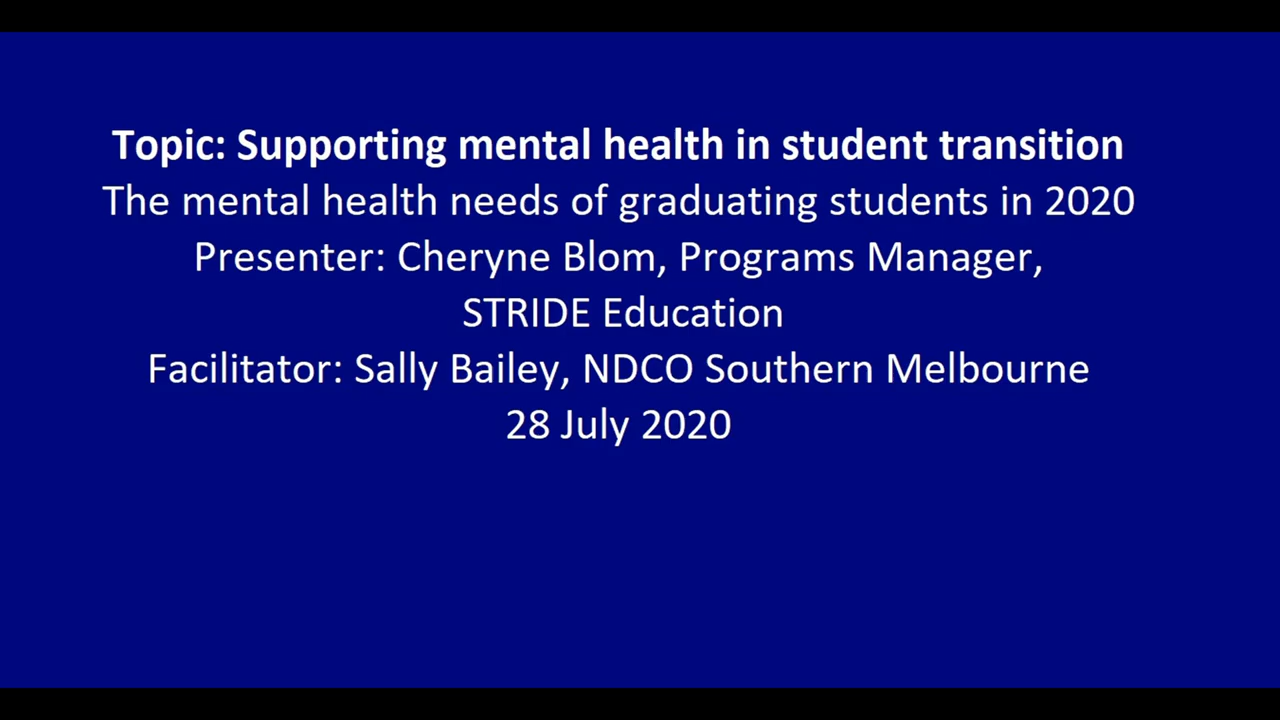 Topic: Supporting mental health in student transition
The mental health needs of graduating students in 2020
Presenter: Cheryne Blom, Programs Manager,
STRIDE Education
Facilitator: Sally Bailey, NDCO Southern Melbourne
28 July 2020